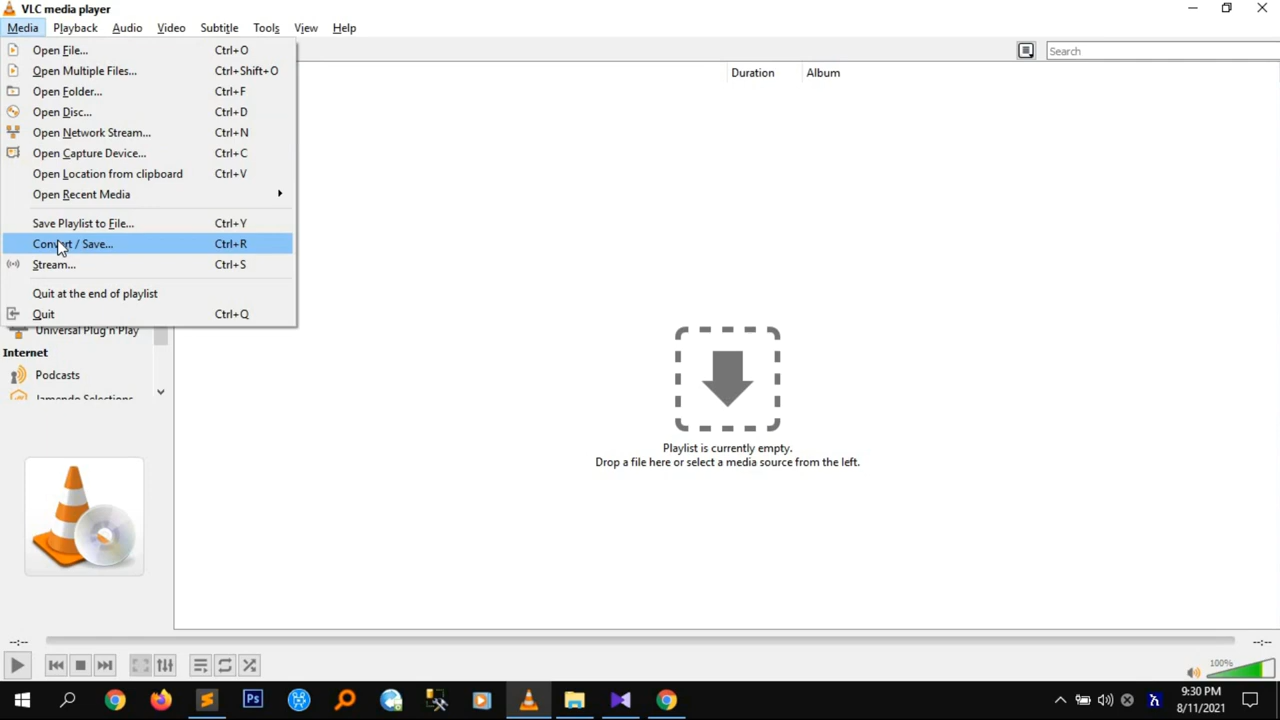 VLC media player
Media Playback Audio Video Subtitle Tools View Help
Open File... Ctrl+O
Open Multiple Files... Ctrl+Shift+O
Open Folder... Ctrl+F
Open Disc... Ctrl+D
Open Network Stream... Ctrl+N
Open Capture Device... Ctrl+C
Open Location from clipboard Ctrl+V
Open Recent Media
Save Playlist to File... Ctrl+Y
Convert / Save... Ctrl+R
Stream... Ctrl+S
Quit at the end of playlist
Quit Ctrl+Q
Search
Duration Album
Universal Plug'n'Play
Internet
Podcasts
Jamendo Selections
Playlist is currently empty.
Drop a file here or select a media source from the left.
--:-- --:--
100%
Ps
9:30 PM
8/11/2021